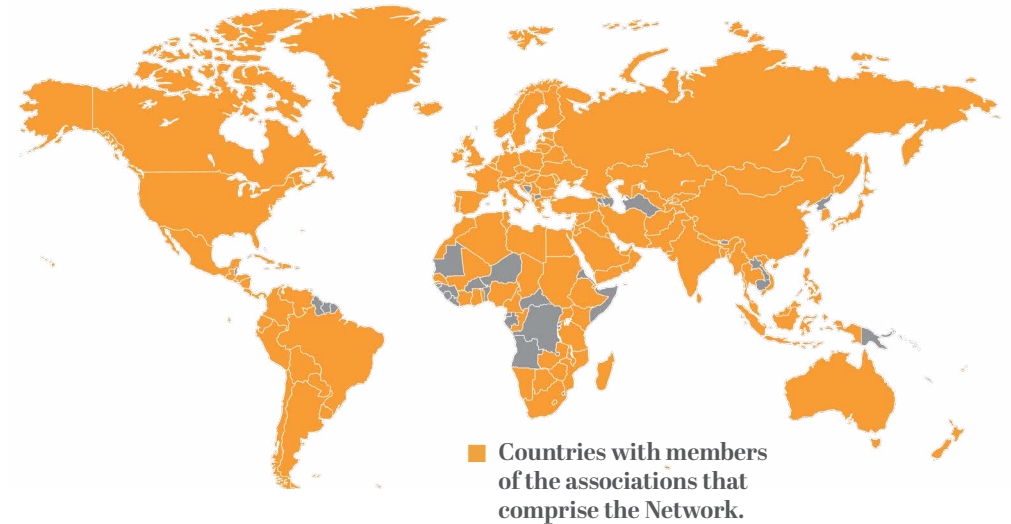 Countries with members
of the associations that
comprise the Network.